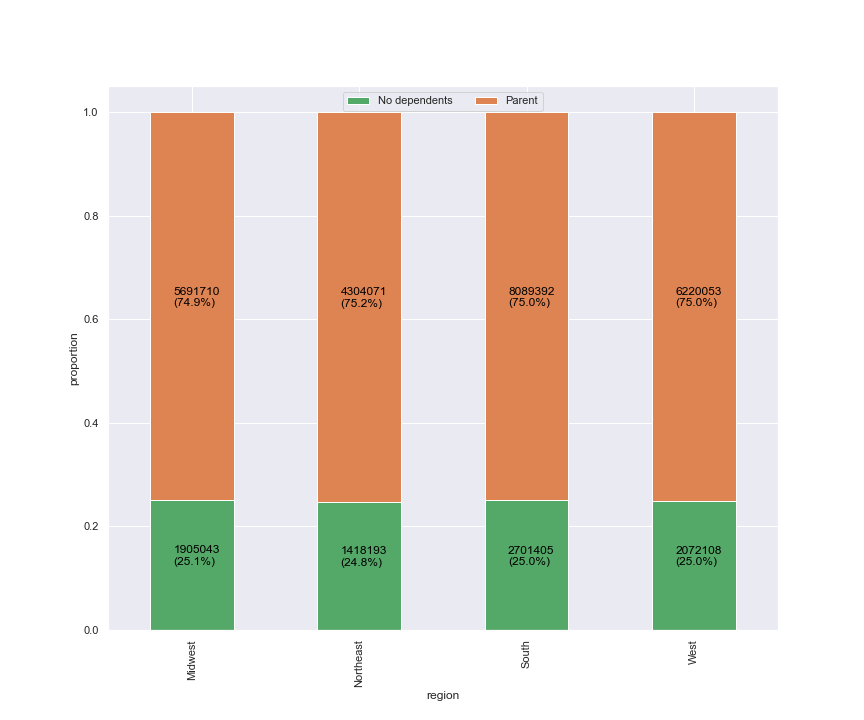 No dependents
Parent
1.0
0.8
0.6
0.4
0.2
0.0
proportion
5691710
(74.9%)
4304071
(75.2%)
8089392
(75.0%)
6220053
(75.0%)
1905043
(25.1%)
1418193
(24.8%)
2701405
(25.0%)
2072108
(25.0%)
Midwest
Northeast
South
West
region